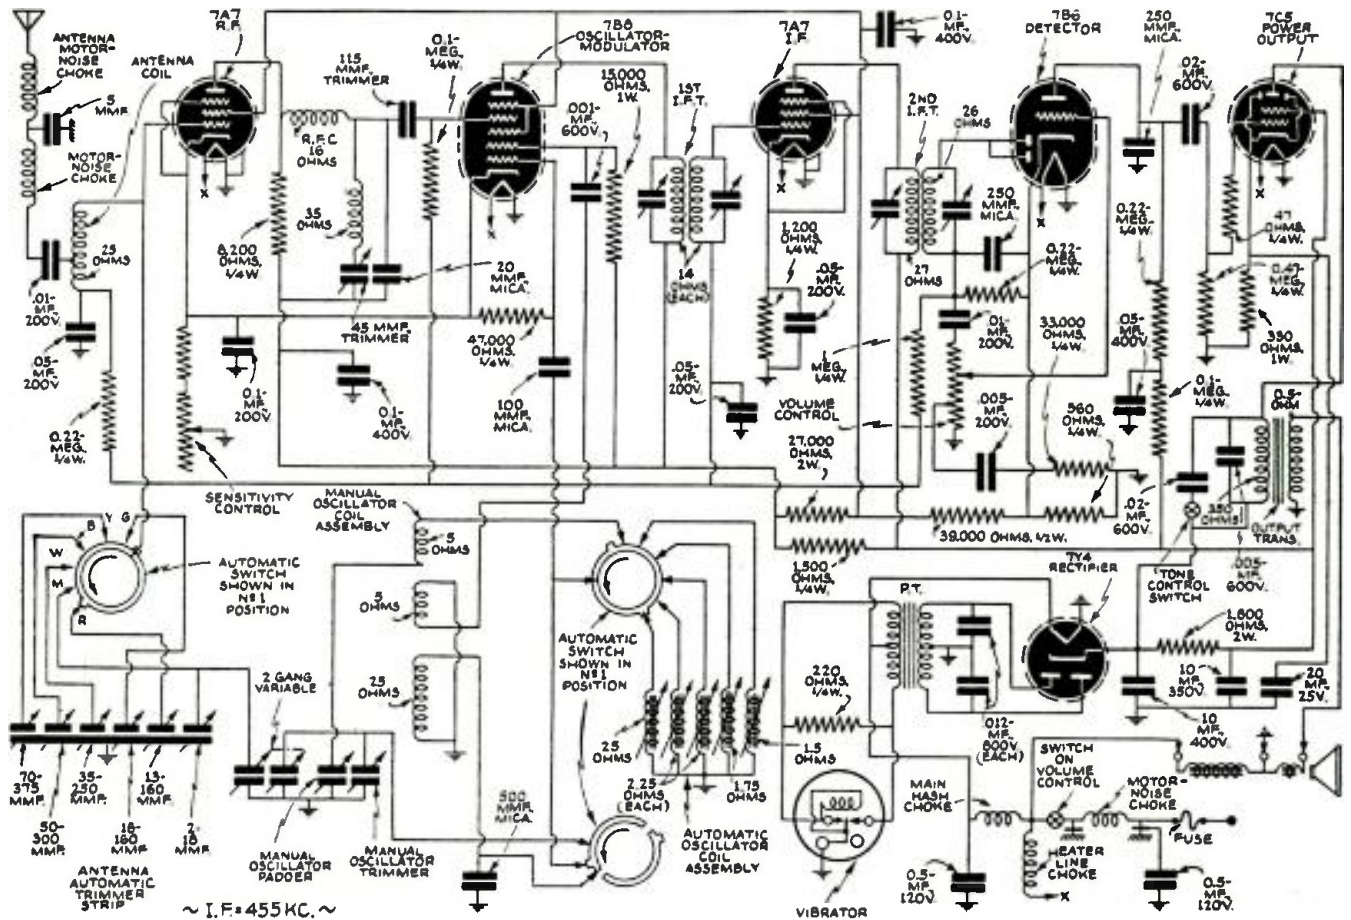 7A7
R.F.
ANTENNA
MOTOR-
NOISE
CHOKE
ANTENNA
COIL
5
MMF.
MOTOR-
NOISE
CHOKE
25
OHMS
.01-
MF.
200V.
.05-
MF.
200V.
0.22-
MEG.
1/4W.
8,200
OHMS,
1/4W.
0.1-
MF.
200V.
SENSITIVITY
CONTROL
115
MMF.
TRIMMER
R.F.C
16
OHMS
35
OHMS
45 MMF.
TRIMMER
20
MMF.
MICA.
0.1-
MF.
400V.
0.1-
MEG.
1/4W.
7B8
OSCILLATOR-
MODULATOR
X
X
47,000
OHMS,
1/4W.
100
MMF.
MICA.
.001-
MF.
600V.
15,000
OHMS,
1W.
1ST
I.F.T.
14
OHMS
(EACH)
.05-
MF.
200V.
7A7
I.F.
X
1,200
OHMS,
1/4W.
.05-
MF.
200V.
0.1-
MF.
400V.
2ND
I.F.T.
26
OHMS
27
OHMS
250
MMF.
MICA.
0.22-
MEG.
1/4W.
1
MEG.
1/4W.
.01-
MF.
200V.
VOLUME
CONTROL
27,000
OHMS,
2W.
.005-
MF.
200V.
33,000
OHMS,
1/4W.
560
OHMS,
1/4W.
39,000 OHMS, 1/2W.
1,500
OHMS,
1/4W.
7B6
DETECTOR
X
250
MMF.
MICA.
.02-
MF.
600V.
7C5
POWER
OUTPUT
X
0.22-
MEG.
1/4W.
.05-
MF.
400V.
0.1-
MEG.
1/4W.
47
OHMS,
1/4W.
0.47-
MEG.
1/4W.
330
OHMS
1W.
0.5-
OHM
.02-
MF.
600V.
350
OHMS
OUTPUT
TRANS.
.005-
MF.
600V.
TONE
CONTROL
SWITCH
MANUAL
OSCILLATOR
COIL
ASSEMBLY
5
OHMS
5
OHMS
25
OHMS
B Y G
W
M
R
AUTOMATIC
SWITCH
SHOWN IN
Nº1
POSITION
AUTOMATIC
SWITCH
SHOWN IN
Nº1
POSITION
2 GANG
VARIABLE
70-
375
MMF.
50-
300
MMF.
35-
250
MMF.
18-
160
MMF.
13-
160
MMF.
2-
18
MMF.
ANTENNA
AUTOMATIC
TRIMMER
STRIP
MANUAL
OSCILLATOR
PADDER
MANUAL
OSCILLATOR
TRIMMER
500
MMF.
MICA.
2.5
OHMS
2.25
OHMS
(EACH)
1.75
OHMS
1.5
OHMS
AUTOMATIC
OSCILLATOR
COIL
ASSEMBLY
P.T.
7Y4
RECTIFIER
220
OHMS,
1/4W.
.012-
MF.
800V.
(EACH)
1,800
OHMS,
2W.
10
MF.
350V.
20
MF.
25V.
10
MF.
400V.
VIBRATOR
MAIN
HASH
CHOKE
SWITCH
ON
VOLUME
CONTROL
MOTOR-
NOISE
CHOKE
FUSE
HEATER
LINE
CHOKE
X
0.5-
MF.
120V.
0.5-
MF.
120V.
~ I.F.=455KC. ~